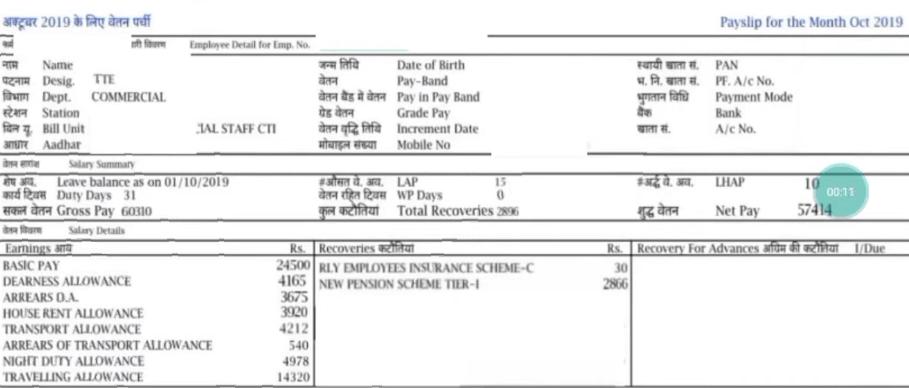 अक्टूबर 2019 के लिए वेतन पर्ची Payslip for the Month Oct 2019
कर्म री विवरण Employee Detail for Emp. No.
नाम Name जन्म तिथि Date of Birth स्थायी खाता सं. PAN
पदनाम Desig. TTE वेतन Pay-Band भ. नि. खाता सं. PF. A/c No.
विभाग Dept. COMMERCIAL वेतन बैंड में वेतन Pay in Pay Band भुगतान विधि Payment Mode
स्टेशन Station ग्रेड वेतन Grade Pay बैंक Bank
बिल यू. Bill Unit IAL STAFF CTI वेतन वृद्धि तिथि Increment Date खाता सं. A/c No.
आधार Aadhar मोबाइल संख्या Mobile No
वेतन सारांश Salary Summary
शेष अव. Leave balance as on 01/10/2019 #औसत वे. अव. LAP 15 #अर्द्ध वे. अव. LHAP 10
कार्य दिवस Duty Days 31 वेतन रहित दिवस WP Days 0 00:11
सकल वेतन Gross Pay 60310 कुल कटौतियां Total Recoveries 2896 शुद्ध वेतन Net Pay 57414
वेतन विवरण Salary Details
Earnings आय Rs. Recoveries कटौतियां Rs. Recovery For Advances अग्रिम की कटौतियां I/Due
BASIC PAY 24500 RLY EMPLOYEES INSURANCE SCHEME-C 30
DEARNESS ALLOWANCE 4165 NEW PENSION SCHEME TIER-I 2866
ARREARS D.A. 3675
HOUSE RENT ALLOWANCE 3920
TRANSPORT ALLOWANCE 4212
ARREARS OF TRANSPORT ALLOWANCE 540
NIGHT DUTY ALLOWANCE 4978
TRAVELLING ALLOWANCE 14320